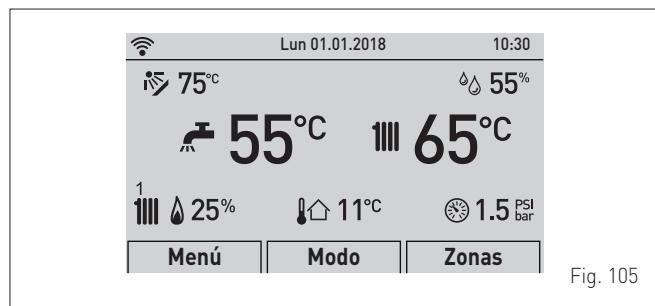 Lun 01.01.2018 10:30
75°C 55%
55°C 65°C
1
25% 11°C 1.5 PSI bar
Menú Modo Zonas
Fig. 105